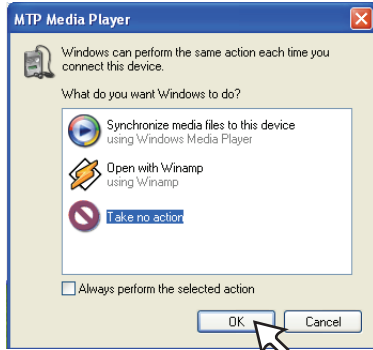 MTP Media Player
Windows can perform the same action each time you
connect this device.
What do you want Windows to do?
Synchronize media files to this device
using Windows Media Player
Open with Winamp
using Winamp
Take no action
Always perform the selected action
OK
Cancel